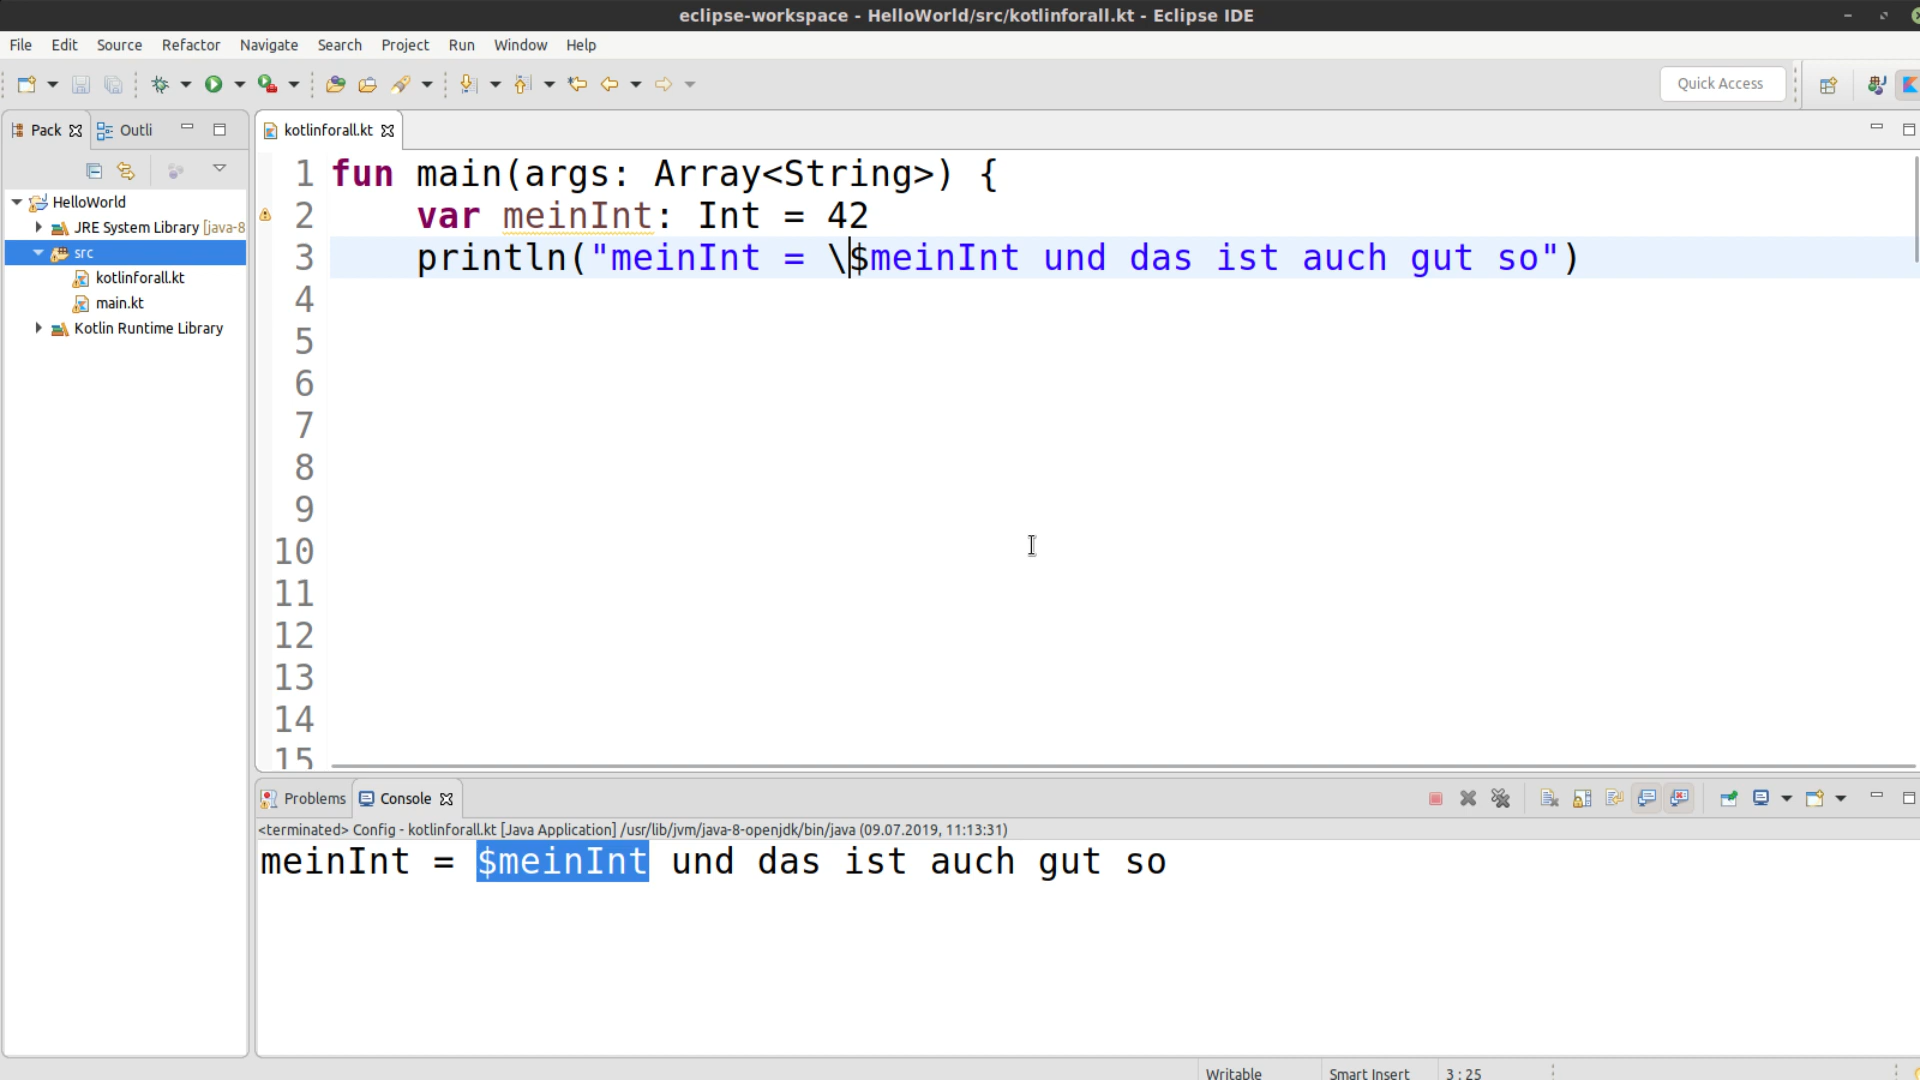 eclipse-workspace - HelloWorld/src/kotlinforall.kt - Eclipse IDE
File Edit Source Refactor Navigate Search Project Run Window Help
Quick Access
Pack Outli
kotlinforall.kt
HelloWorld
JRE System Library [java-8
src
kotlinforall.kt
main.kt
Kotlin Runtime Library
1 fun main(args: Array<String>) {
2 var meinInt: Int = 42
3 println("meinInt = \$meinInt und das ist auch gut so")
4
5
6
7
8
9
10
11
12
13
14
15
Problems Console
<terminated> Config - kotlinforall.kt [Java Application] /usr/lib/jvm/java-8-openjdk/bin/java (09.07.2019, 11:13:31)
meinInt = $meinInt und das ist auch gut so
Writable Smart Insert 3 : 25